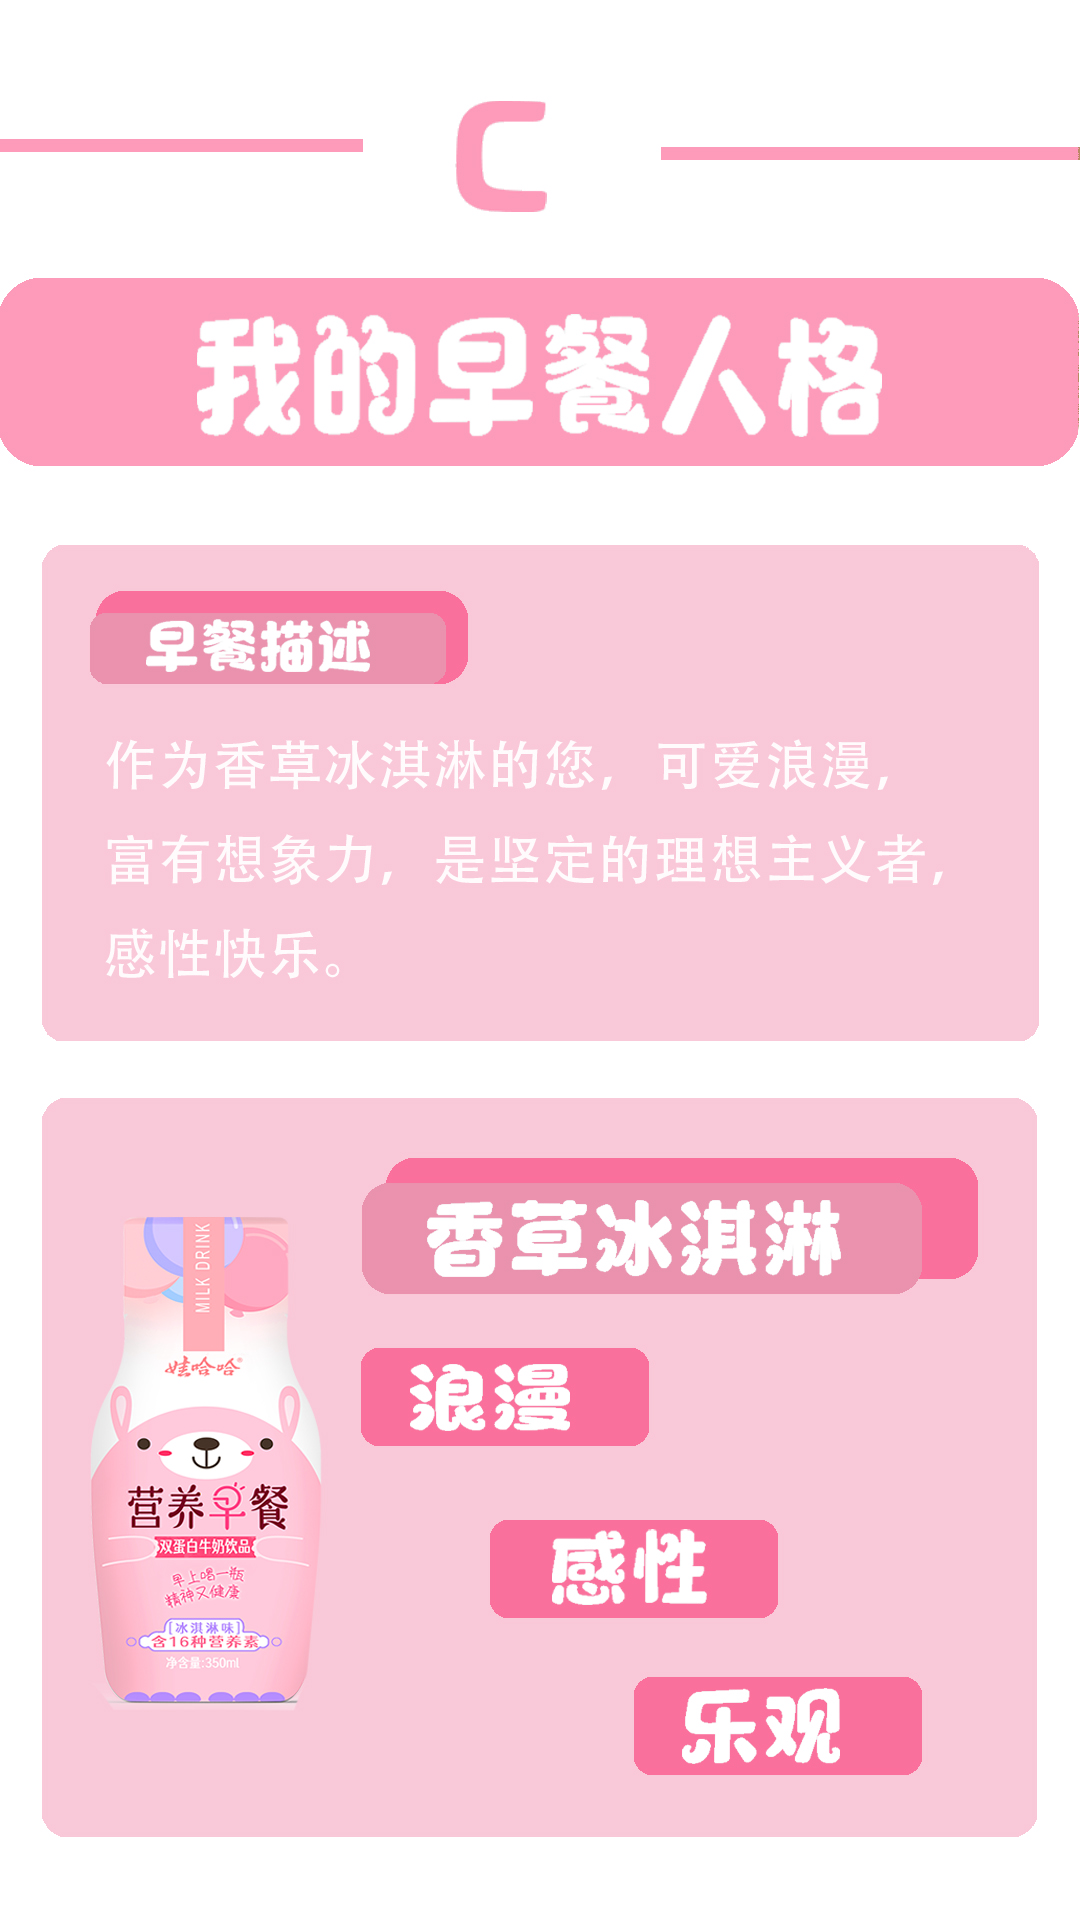 C
我的早餐人格
早餐描述
作为香草冰淇淋的您，可爱浪漫，
富有想象力，是坚定的理想主义者，
感性快乐。
香草冰淇淋
MILK DRINK
娃哈哈®
浪漫
营养早餐
双蛋白牛奶饮品
感性
早上喝一瓶
精神又健康
[冰淇淋味]
含16种营养素
净含量:350ml
乐观